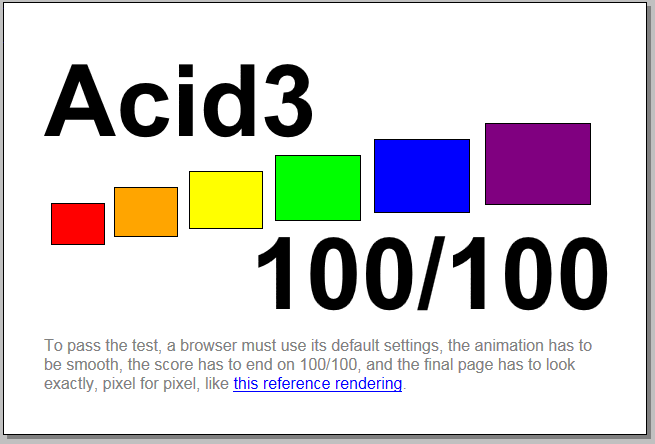 Acid3
100/100
To pass the test, a browser must use its default settings, the animation has to
be smooth, the score has to end on 100/100, and the final page has to look
exactly, pixel for pixel, like this reference rendering.